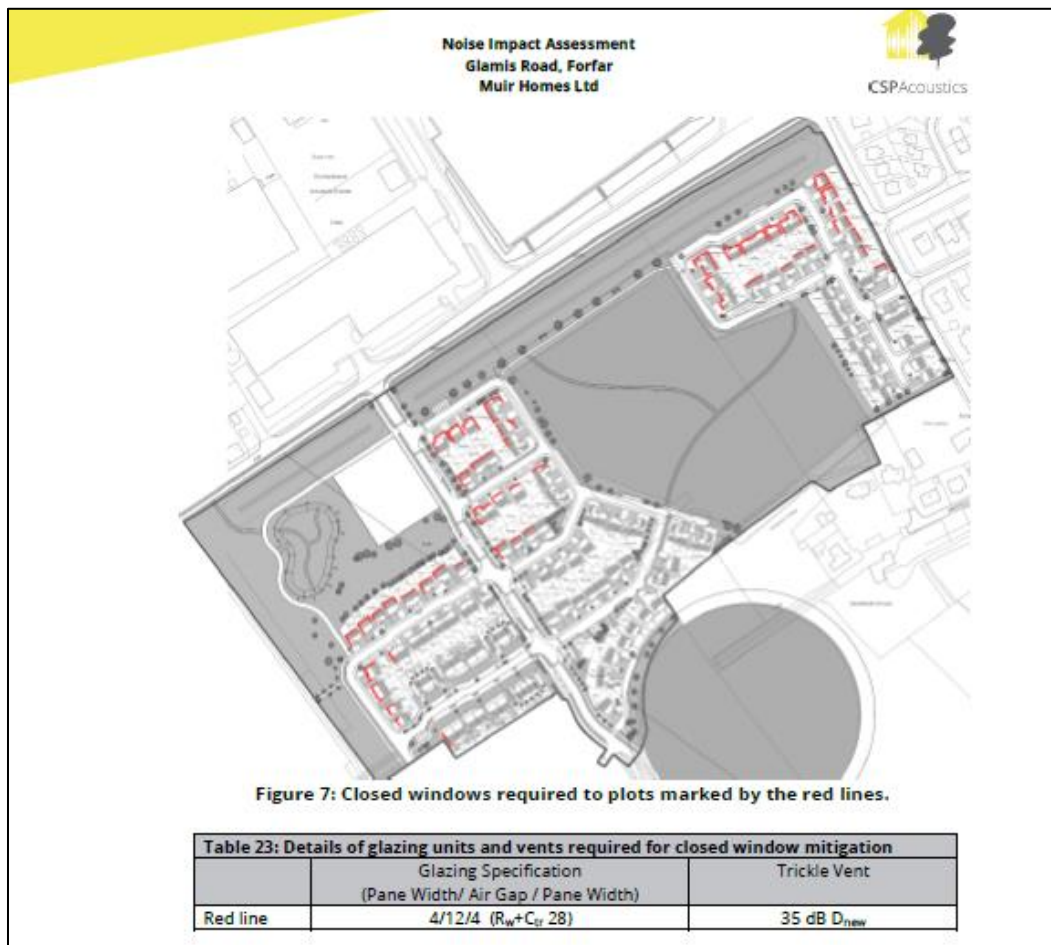 Noise Impact Assessment
Glamis Road, Forfar
Muir Homes Ltd
CSPAcoustics
Figure 7: Closed windows required to plots marked by the red lines.
Table 23: Details of glazing units and vents required for closed window mitigation
Glazing Specification
(Pane Width/ Air Gap / Pane Width)
Trickle Vent
Red line
4/12/4 (Rw+Ctr 28)
35 dB Dnew